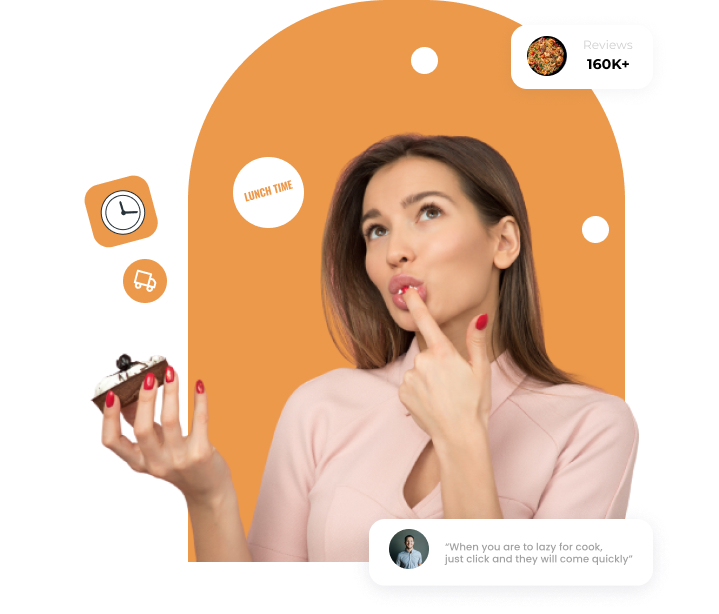 Reviews
160K+
LUNCH TIME
“When you are to lazy for cook,
just click and they will come quickly”